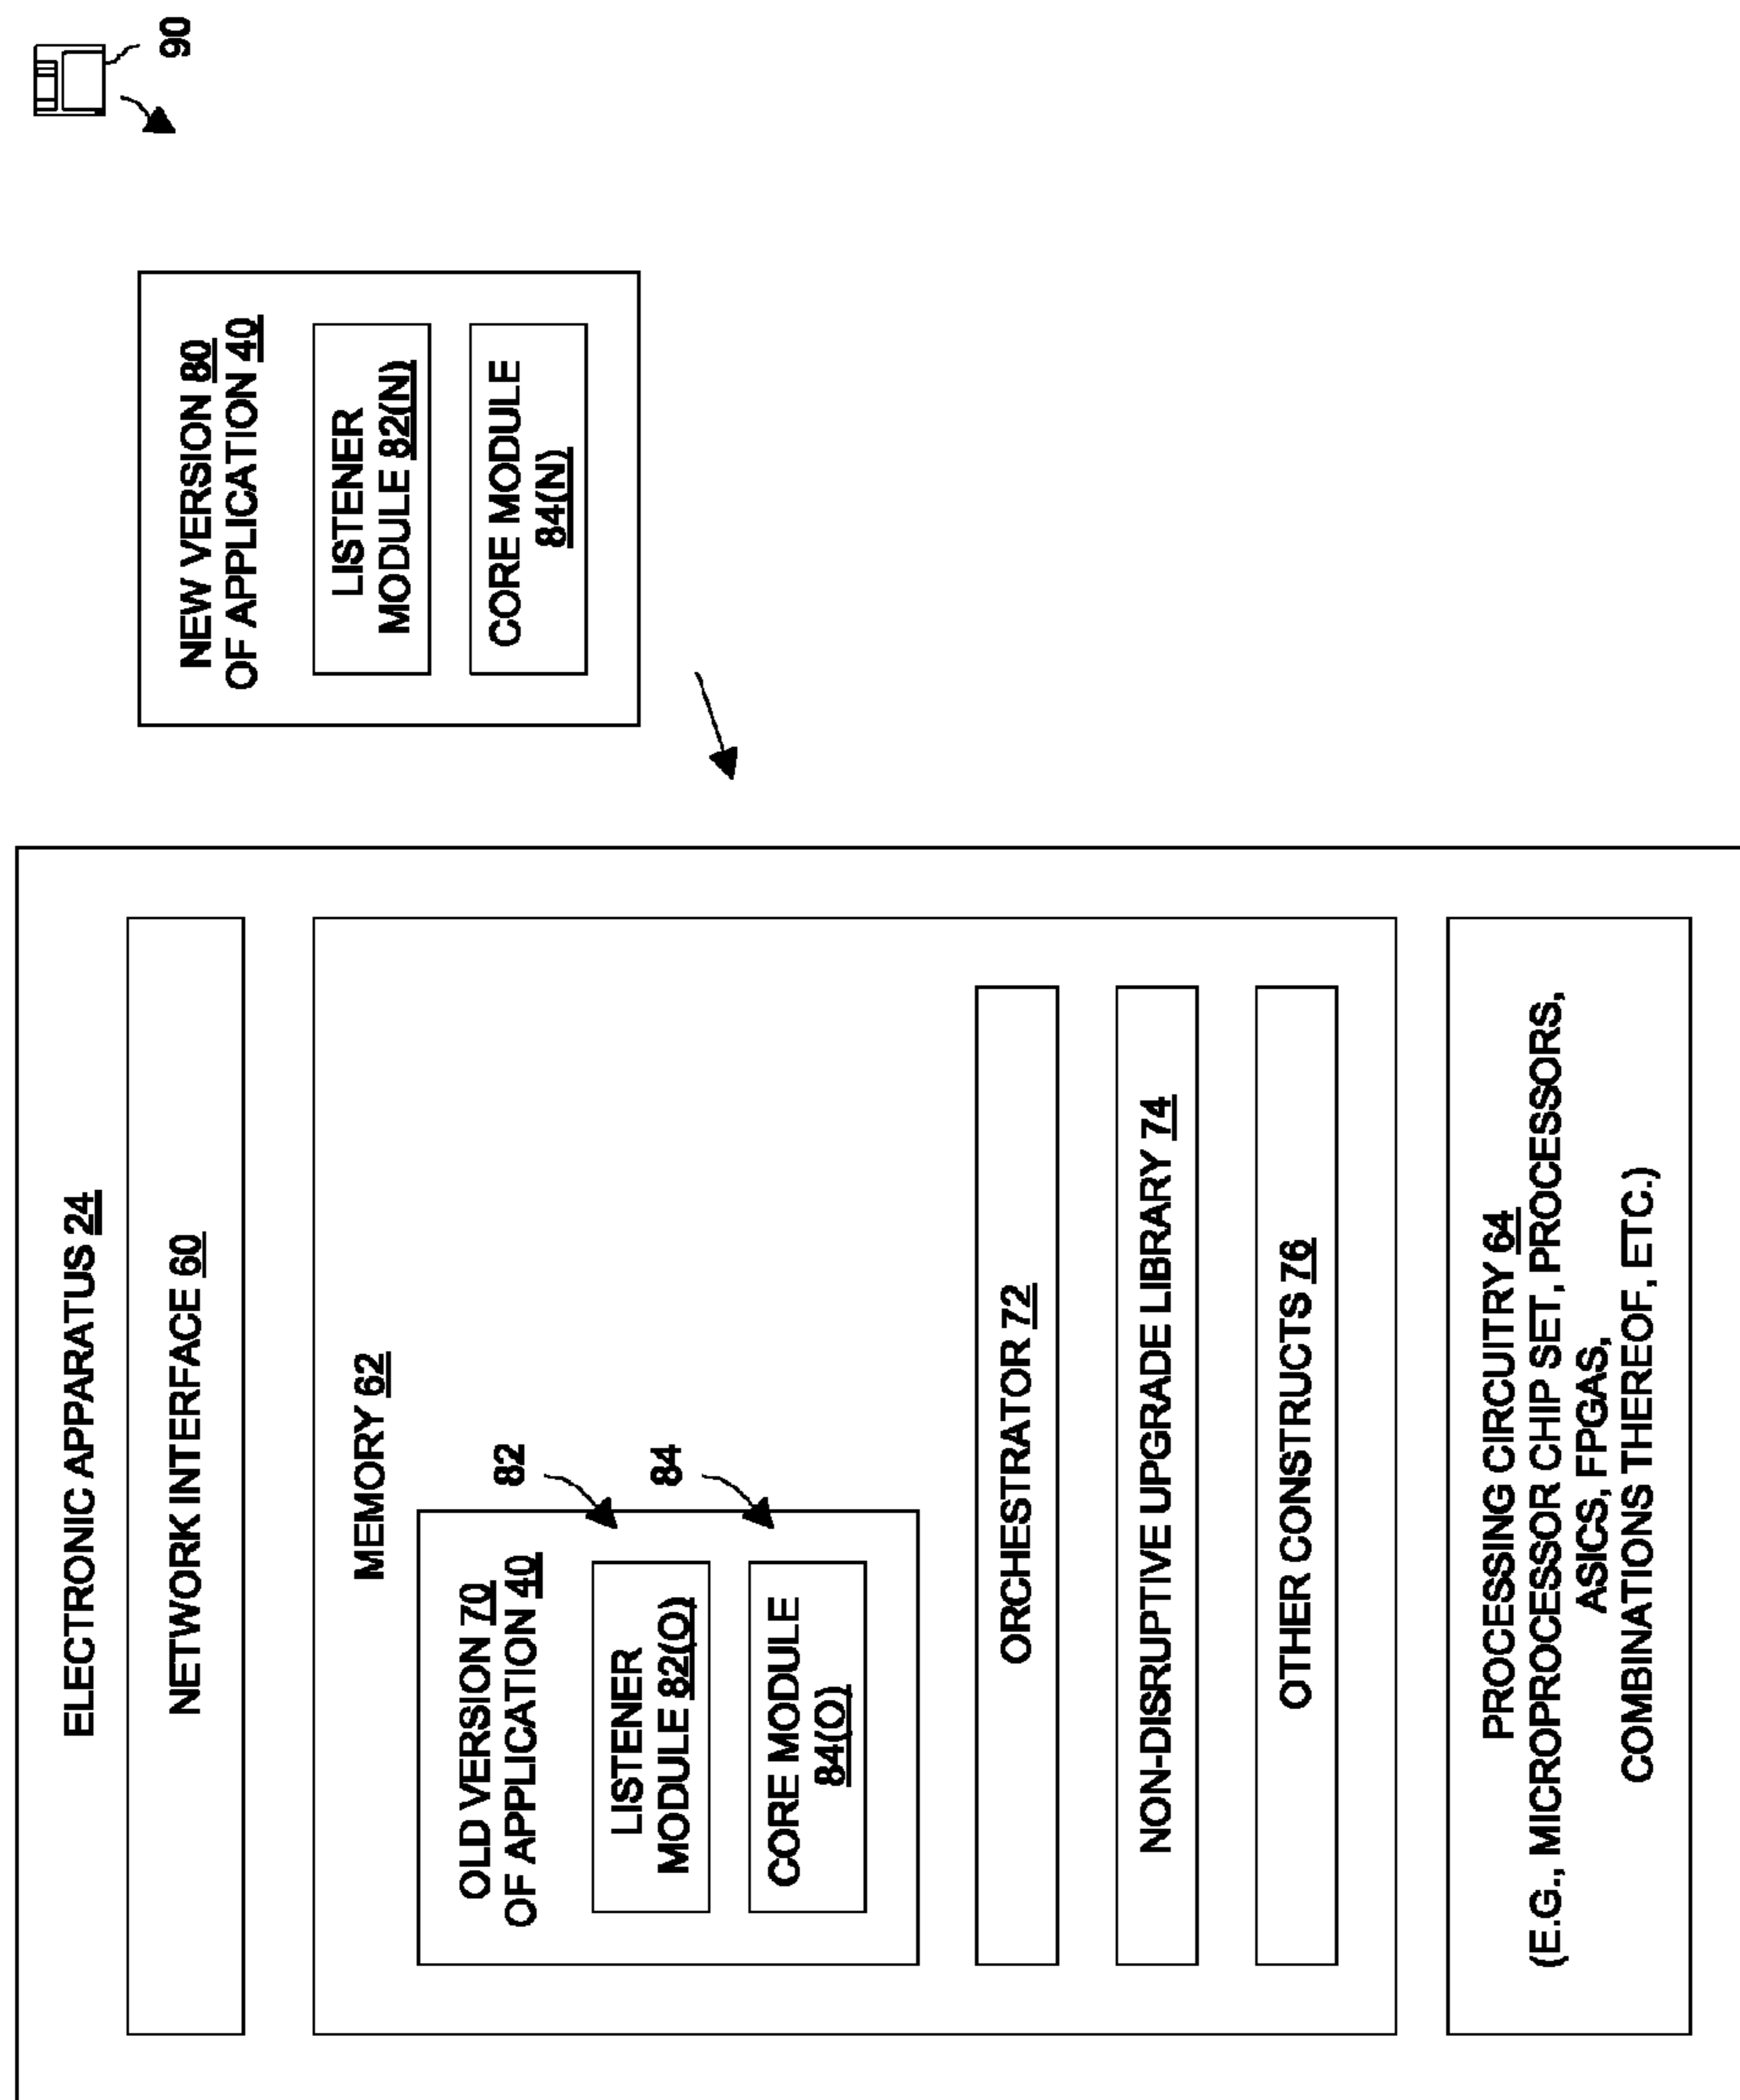 ELECTRONIC APPARATUS 24
NETWORK INTERFACE 60
MEMORY 62
OLD VERSION 70
OF APPLICATION 40
82
LISTENER
MODULE 82(O)
84
CORE MODULE
84(O)
ORCHESTRATOR 72
NON-DISRUPTIVE UPGRADE LIBRARY 74
OTHER CONSTRUCTS 76
PROCESSING CIRCUITRY 64
(E.G., MICROPROCESSOR CHIP SET, PROCESSORS,
ASICS, FPGAS,
COMBINATIONS THEREOF, ETC.)
NEW VERSION 80
OF APPLICATION 40
LISTENER
MODULE 82(N)
CORE MODULE
84(N)
90